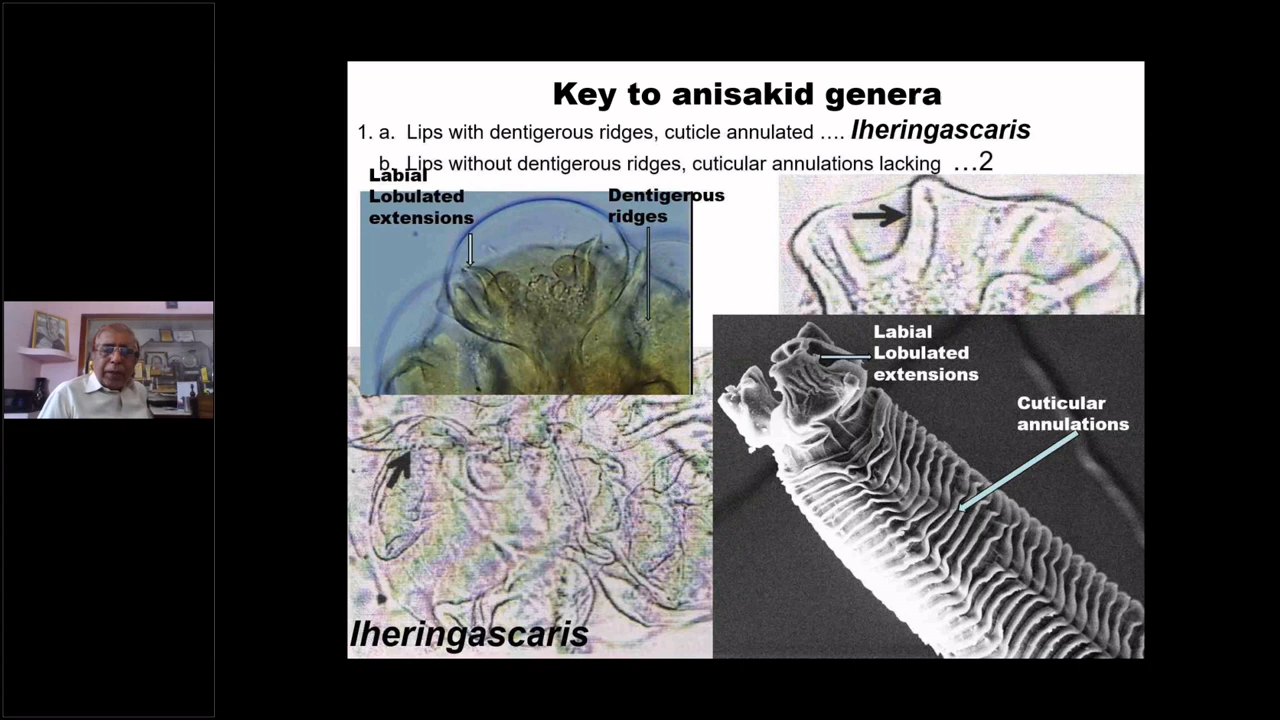 Key to anisakid genera
1. a. Lips with dentigerous ridges, cuticle annulated .... Iheringascaris
b. Lips without dentigerous ridges, cuticular annulations lacking ...2
Labial
Lobulated
extensions
Dentigerous
ridges
Labial
Lobulated
extensions
Cuticular
annulations
Iheringascaris